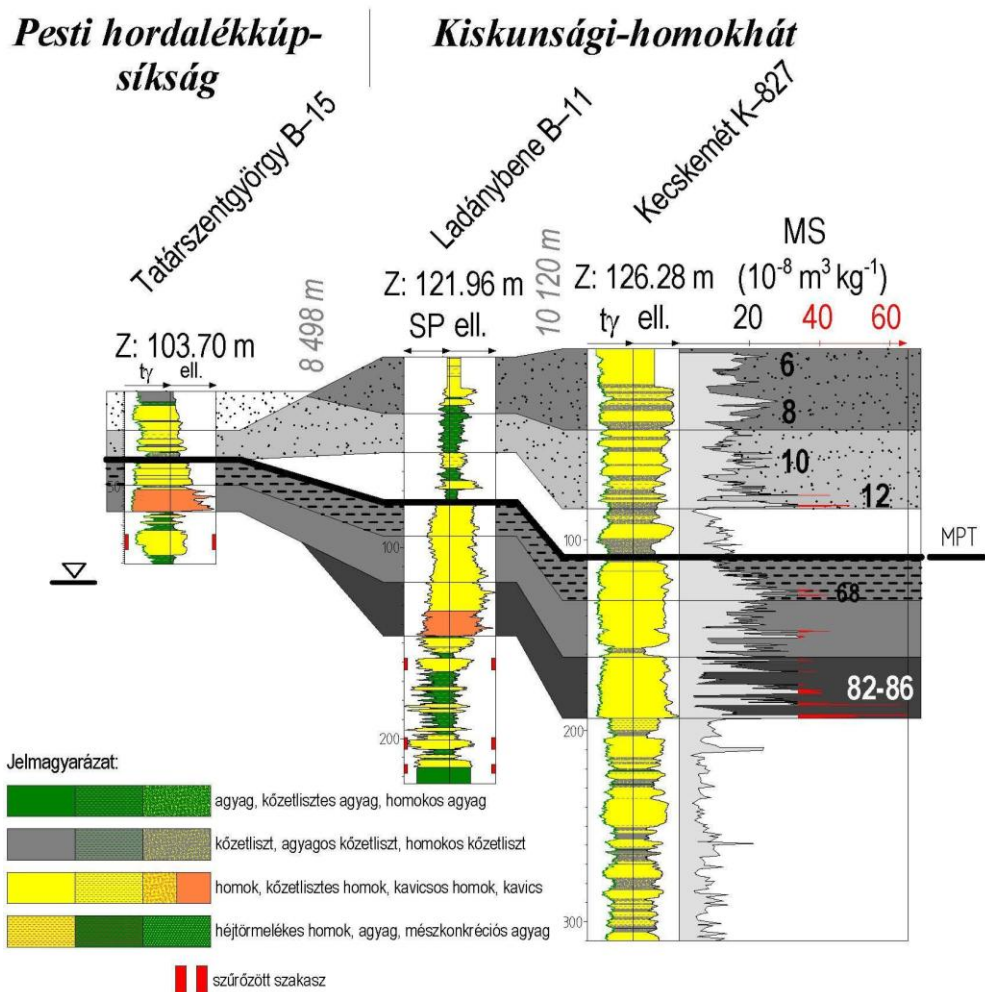 Pesti hordalékkúp-
síkság
Kiskunsági-homokhát
Tatárszentgyörgy B–15
Ladánybene B–11
Kecskemét K–827
8 498 m
10 120 m
MS
(10⁻⁸ m³ kg⁻¹)
Z: 103.70 m
tγ ell.
Z: 121.96 m
SP ell.
Z: 126.28 m
tγ ell.
20 40 60
6
8
10
12
50
100
100
MPT
68
82-86
200
200
300
Jelmagyarázat:
agyag, kőzetlisztes agyag, homokos agyag
kőzetliszt, agyagos kőzetliszt, homokos kőzetliszt
homok, kőzetlisztes homok, kavicsos homok, kavics
héjtörmelékes homok, agyag, mészkonkréciós agyag
szűrőzött szakasz